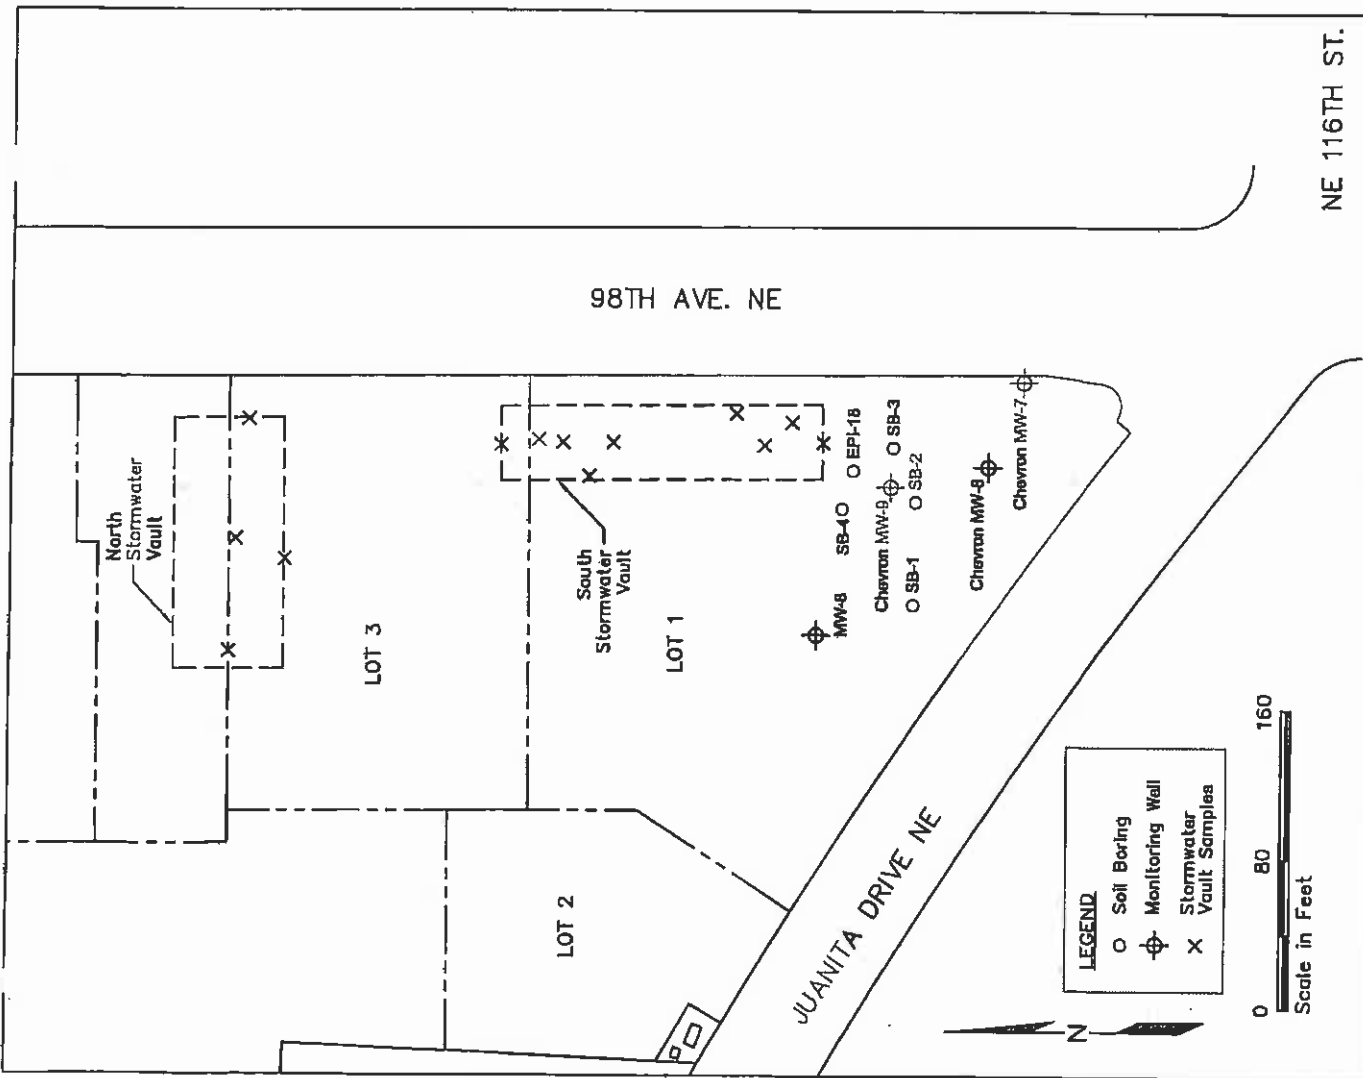 NE 116TH ST.
98TH AVE. NE
North
Stormwater
Vault
South
Stormwater
Vault
LOT 3
LOT 1
LOT 2
EPI-18
SB-3
SB-4
Chevron MW-9
SB-2
SB-1
MW-6
Chevron MW-8
Chevron MW-7
JUANITA DRIVE NE
LEGEND
Soil Boring
Monitoring Well
Stormwater
Vault Samples
N
0 80 160
Scale in Feet